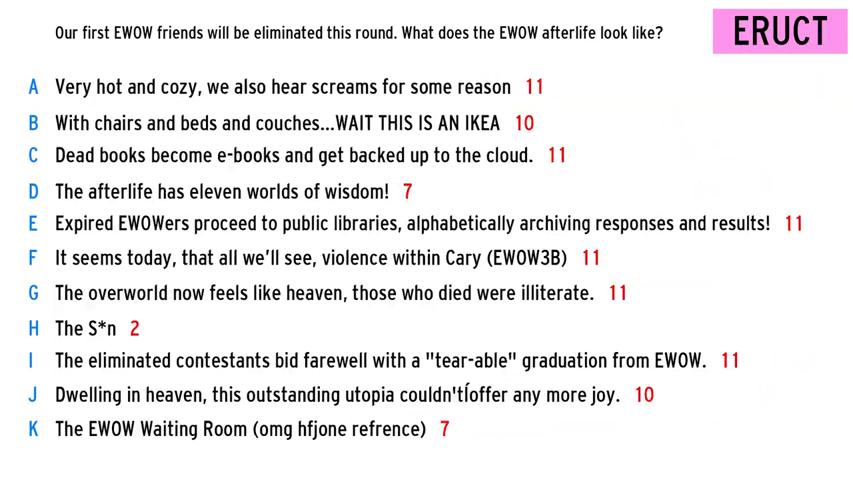 Our first EWOW friends will be eliminated this round. What does the EWOW afterlife look like?
ERUCT
A Very hot and cozy, we also hear screams for some reason 11
B With chairs and beds and couches...WAIT THIS IS AN IKEA 10
C Dead books become e-books and get backed up to the cloud. 11
D The afterlife has eleven worlds of wisdom! 7
E Expired EWOWers proceed to public libraries, alphabetically archiving responses and results! 11
F It seems today, that all we'll see, violence within Cary (EWOW3B) 11
G The overworld now feels like heaven, those who died were illiterate. 11
H The S*n 2
I The eliminated contestants bid farewell with a "tear-able" graduation from EWOW. 11
J Dwelling in heaven, this outstanding utopia couldn'tÍoffer any more joy. 10
K The EWOW Waiting Room (omg hfjone refrence) 7